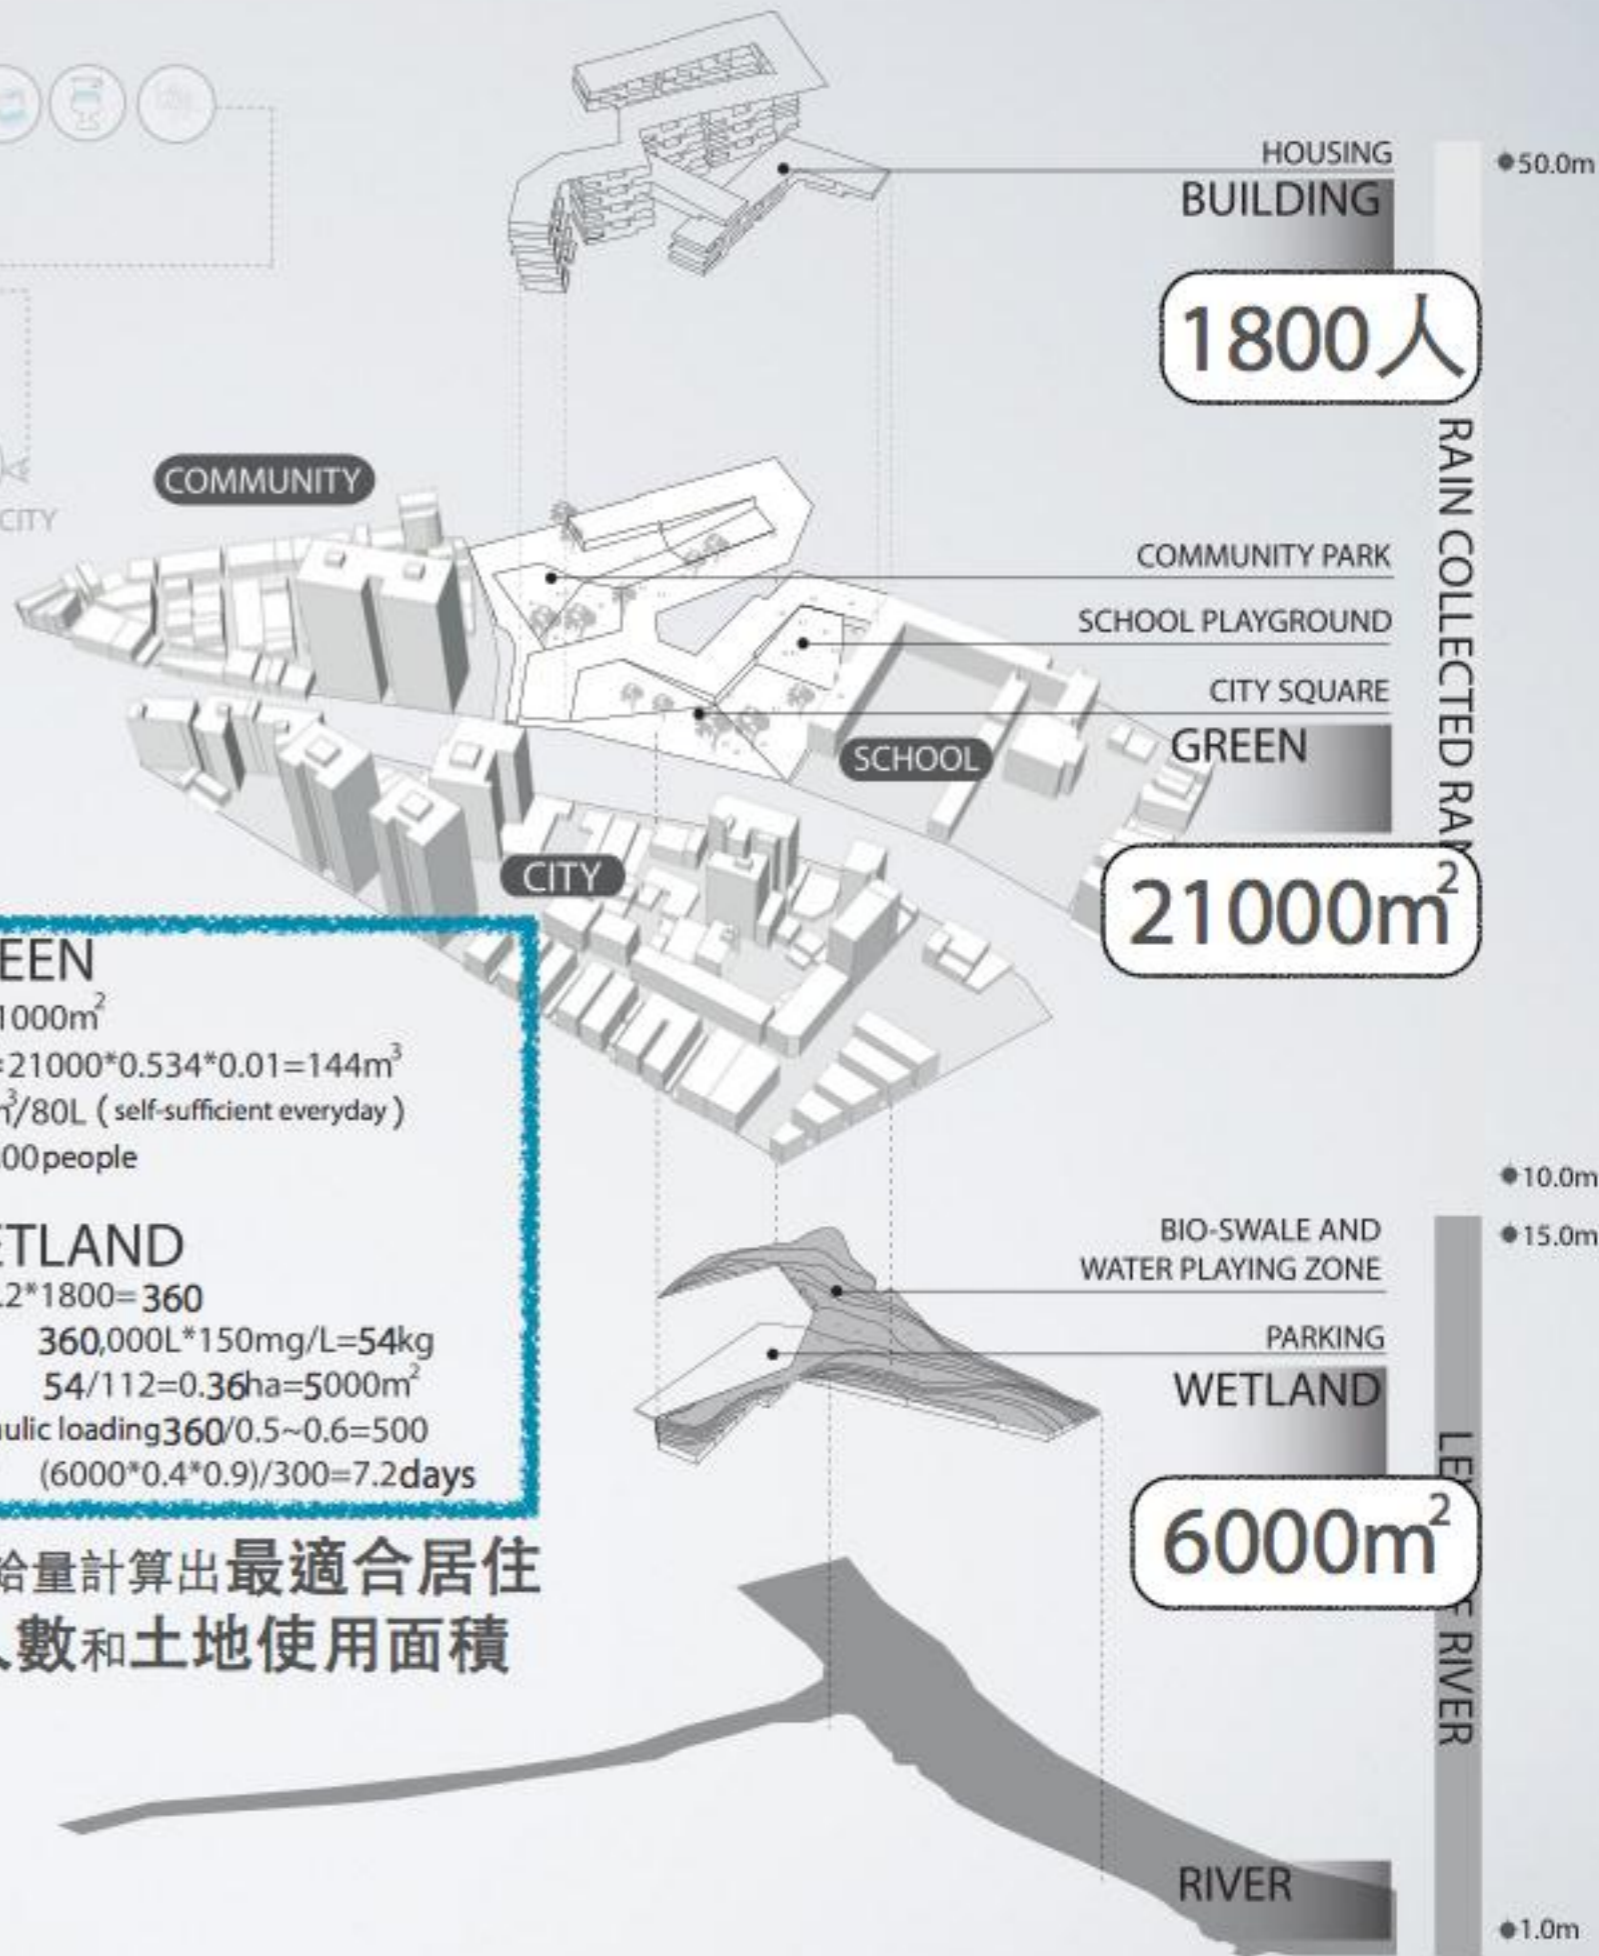 HOUSING
BUILDING
50.0m
1800人
COMMUNITY
CITY
RAIN COLLECTED RAN
COMMUNITY PARK
SCHOOL PLAYGROUND
CITY SQUARE
GREEN
SCHOOL
CITY
21000m²
EEN
1000m²
=21000*0.534*0.01=144m³
m³/80L ( self-sufficient everyday )
00people
ETLAND
.2*1800=360
360,000L*150mg/L=54kg
54/112=0.36ha=5000m²
ulic loading360/0.5~0.6=500
(6000*0.4*0.9)/300=7.2days
給量計算出最適合居住
人數和土地使用面積
10.0m
15.0m
BIO-SWALE AND
WATER PLAYING ZONE
PARKING
WETLAND
6000m²
RIVER
RIVER
1.0m